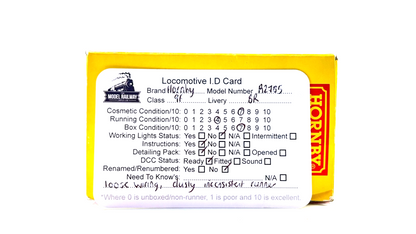 MODEL RAILWAY
Locomotive I.D Card
Brand Hornby Model Number
Class 9F Livery BR
Cosmetic Condition/10: 0 1 2 3 4 5 6 7 8 9 10
Running Condition/10: 0 1 2 3 4 5 6 7 8 9 10
Box Condition/10: 0 1 2 3 4 5 6 7 8 9 10
Working Lights Status: Yes No N/A Intermittent
Instructions: Yes No N/A
Detailing Pack: Yes No N/A Opened
DCC Status: Ready Fitted Sound
Renamed/Renumbered: Yes No
Need To Know's: N/A
loose wiring, dusty inconsistent runner
*Where 0 is unboxed/non-runner, 1 is poor and 10 is excellent.
HORNBY